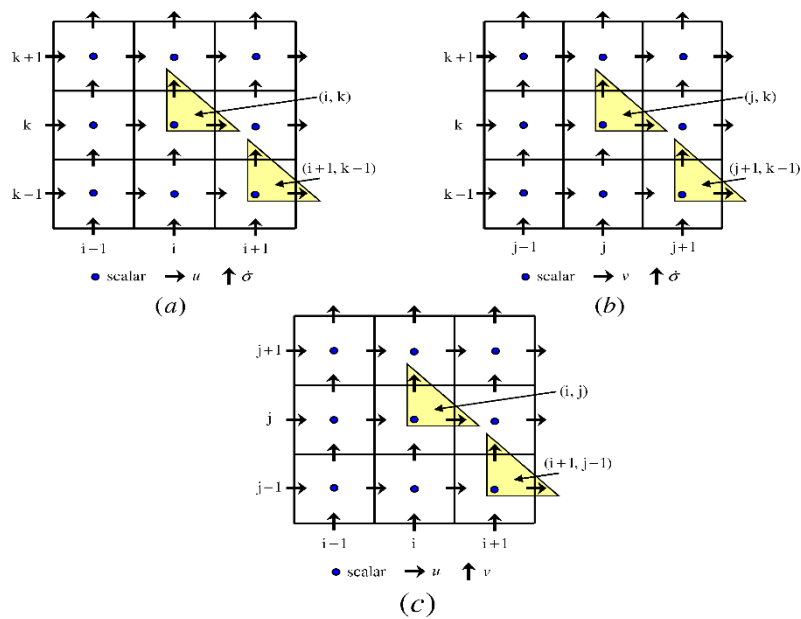 k+1
(i, k)
k
(i+1, k−1)
k−1
i−1 i i+1
scalar u σ̇
(a)
k+1
(j, k)
k
(j+1, k−1)
k−1
j−1 j j+1
scalar v σ̇
(b)
j+1
(i, j)
j
(i+1, j−1)
j−1
i−1 i i+1
scalar u v
(c)